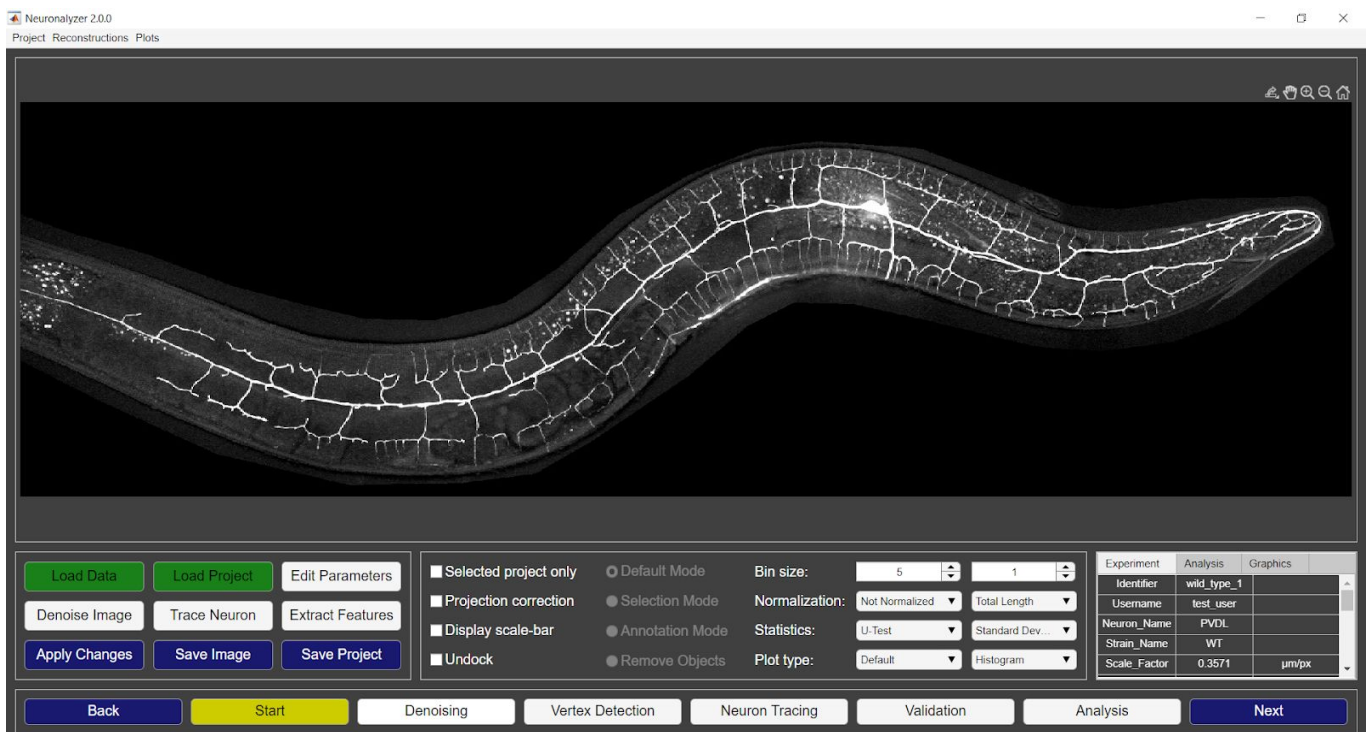 Neuronalyzer 2.0.0
Project Reconstructions Plots
Load Data Load Project Edit Parameters
Denoise Image Trace Neuron Extract Features
Apply Changes Save Image Save Project
Selected project only Default Mode Bin size: 5 1
Projection correction Selection Mode Normalization: Not Normalized Total Length
Display scale-bar Annotation Mode Statistics: U-Test Standard Dev...
Undock Remove Objects Plot type: Default Histogram
Experiment Analysis Graphics
Identifier wild_type_1
Username test_user
Neuron_Name PVDL
Strain_Name WT
Scale_Factor 0.3571 µm/px
Back Start Denoising Vertex Detection Neuron Tracing Validation Analysis Next